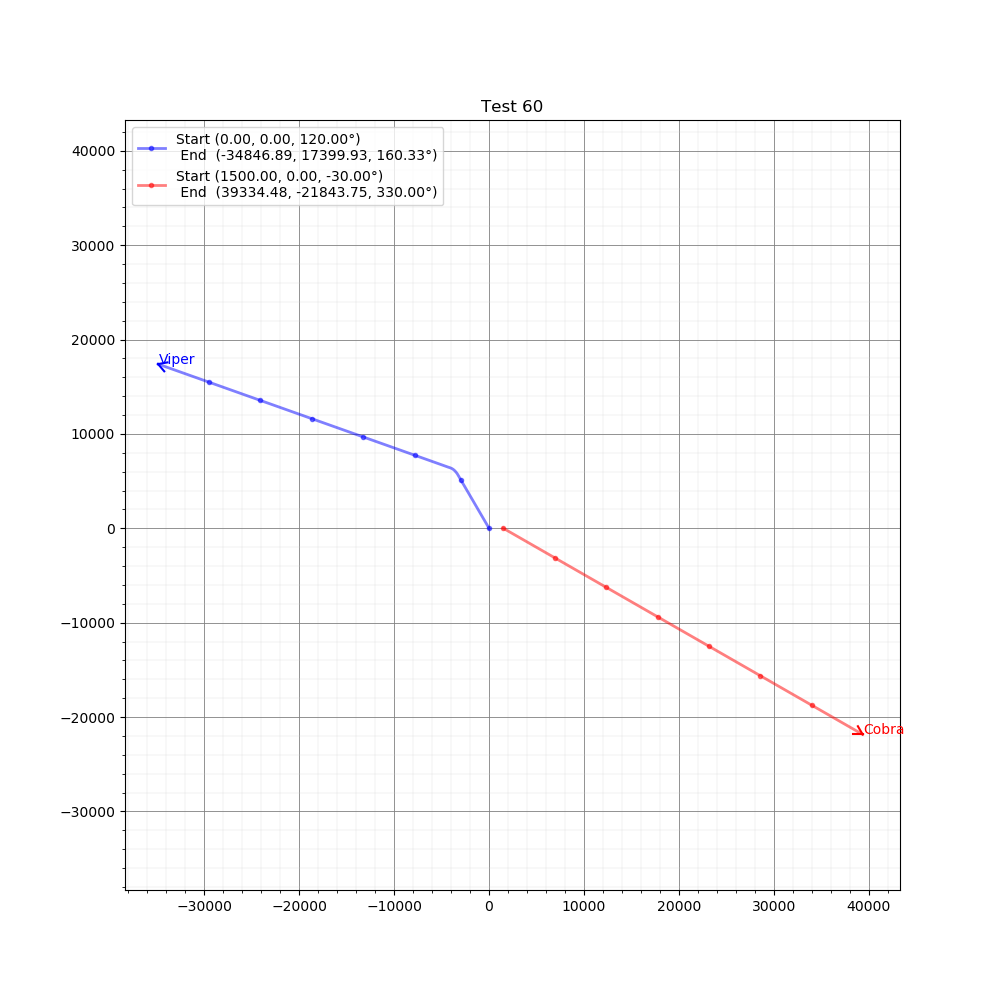 Test 60
Start (0.00, 0.00, 120.00°)
End (-34846.89, 17399.93, 160.33°)
Start (1500.00, 0.00, -30.00°)
End (39334.48, -21843.75, 330.00°)
40000
30000
20000
10000
0
−10000
−20000
−30000
Viper
Cobra
−30000 −20000 −10000 0 10000 20000 30000 40000